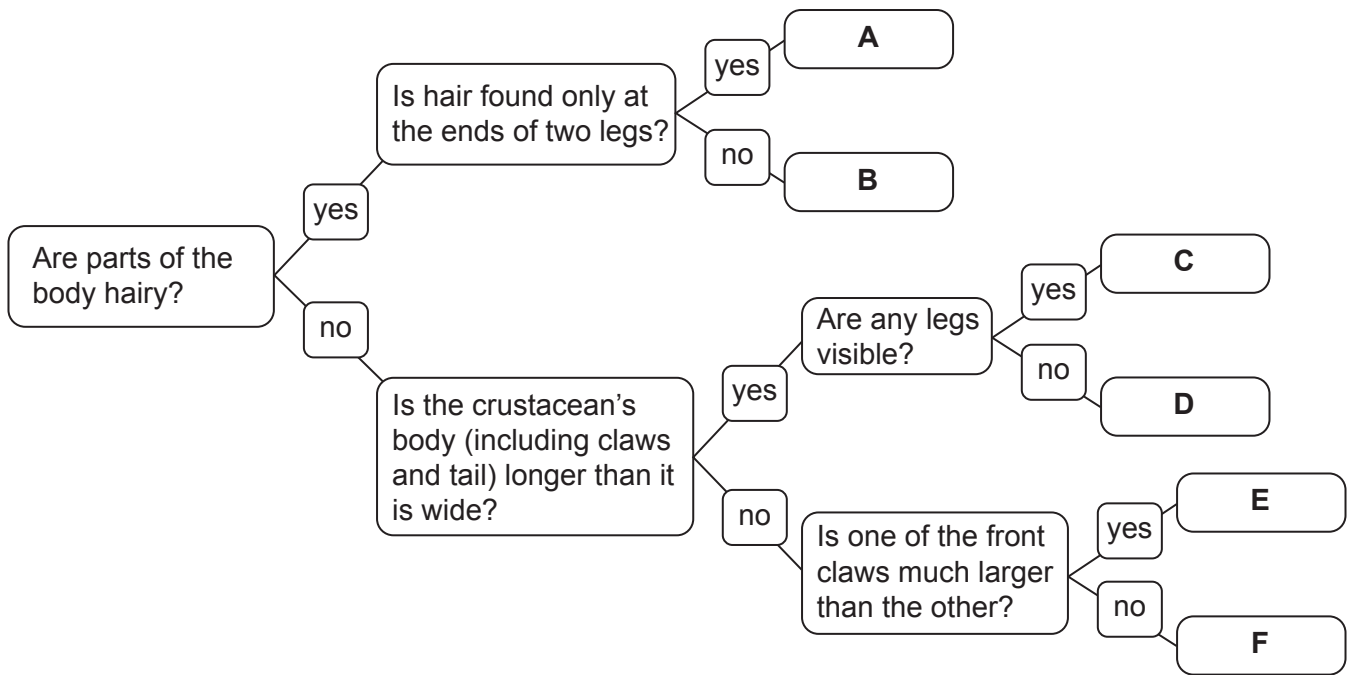 Are parts of the
body hairy?
yes
Is hair found only at
the ends of two legs?
yes
A
no
B
no
Is the crustacean’s
body (including claws
and tail) longer than it
is wide?
yes
Are any legs
visible?
yes
C
no
D
no
Is one of the front
claws much larger
than the other?
yes
E
no
F